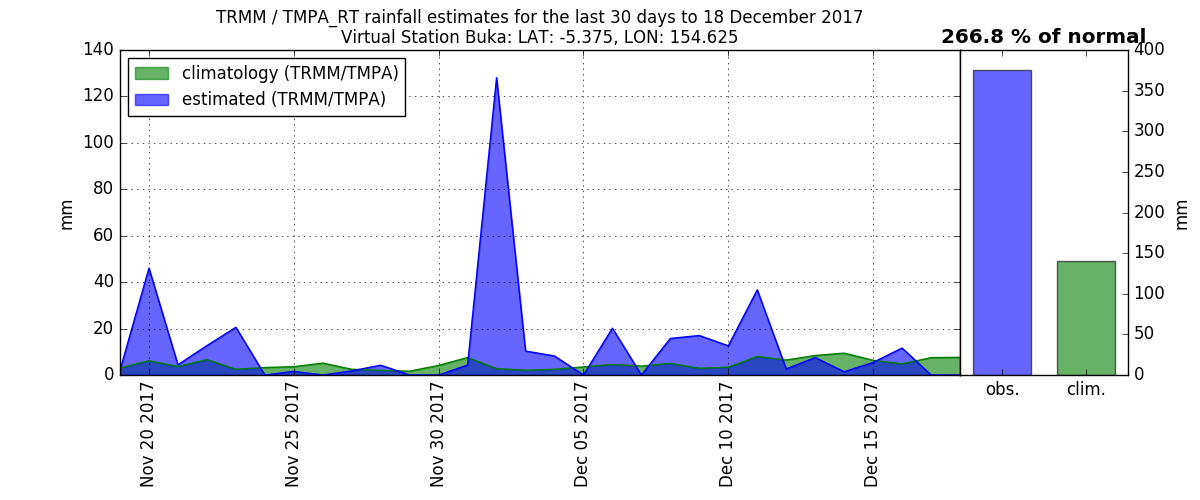 TRMM / TMPA_RT rainfall estimates for the last 30 days to 18 December 2017
Virtual Station Buka: LAT: -5.375, LON: 154.625
266.8 % of normal
climatology (TRMM/TMPA)
estimated (TRMM/TMPA)
140
120
100
80
60
40
20
0
mm
Nov 20 2017
Nov 25 2017
Nov 30 2017
Dec 05 2017
Dec 10 2017
Dec 15 2017
400
350
300
250
200
150
100
50
0
mm
obs.
clim.